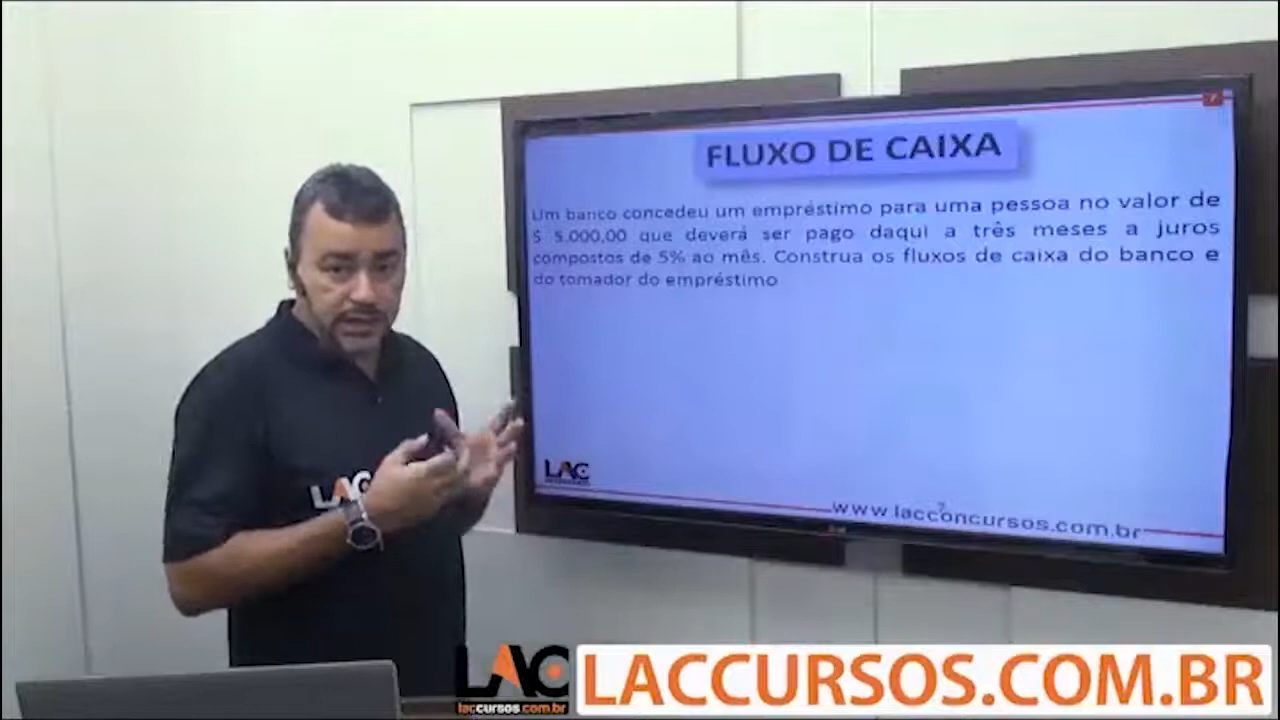 FLUXO DE CAIXA
Um banco concedeu um empréstimo para uma pessoa no valor de
$ 5.000,00 que deverá ser pago daqui a três meses a juros
compostos de 5% ao mês. Construa os fluxos de caixa do banco e
do tomador do empréstimo
LAC
www.lacconcursos.com.br
LAC
LAC
laccursos.com.br
LACCURSOS.COM.BR